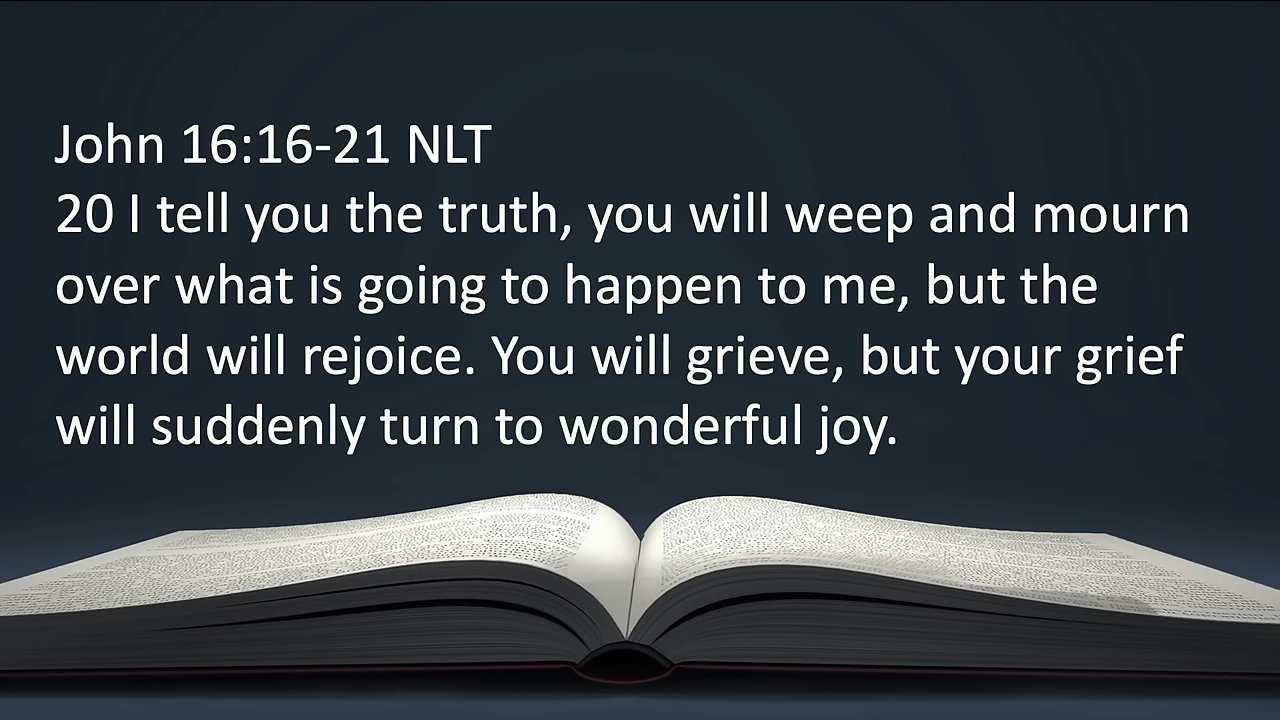 John 16:16-21 NLT
20 I tell you the truth, you will weep and mourn
over what is going to happen to me, but the
world will rejoice. You will grieve, but your grief
will suddenly turn to wonderful joy.